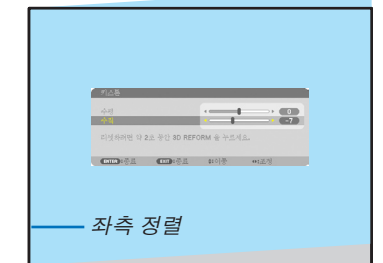 키스톤
수평 0
수직 -7
리셋하려면 약 2초 동안 3D REFORM 을 누르세요.
ENTER :종료 EXIT :종료 :이동 :조정
좌측 정렬